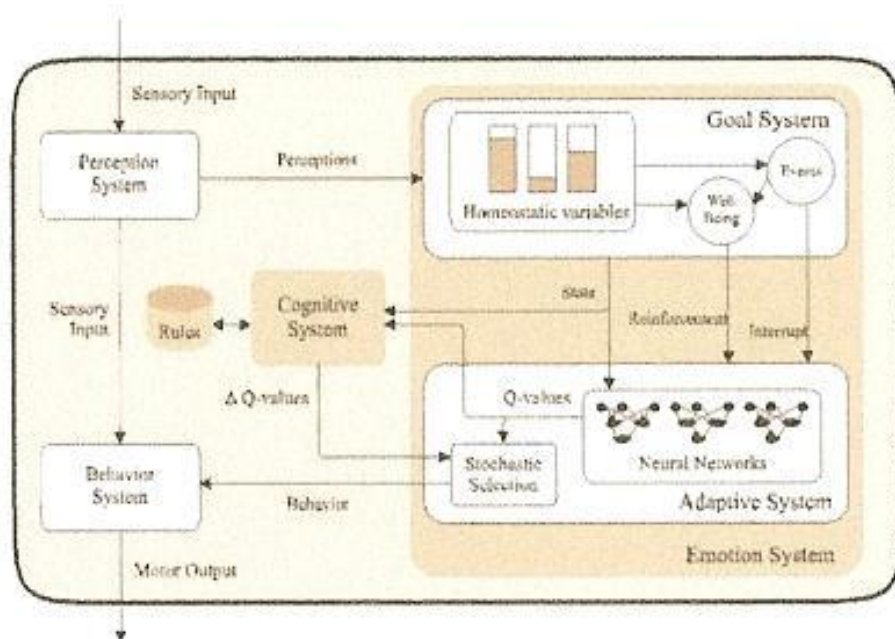 Sensory Input
Goal System
Perception
System
Perceptions
Events
Well-
Being
Homeostatic variables
State
Sensory
Input
Rules
Cognitive
System
Reinforcement
Interrupt
Δ Q-values
Q-values
Neural Networks
Stochastic
Selection
Behavior
System
Behavior
Adaptive System
Emotion System
Motor Output